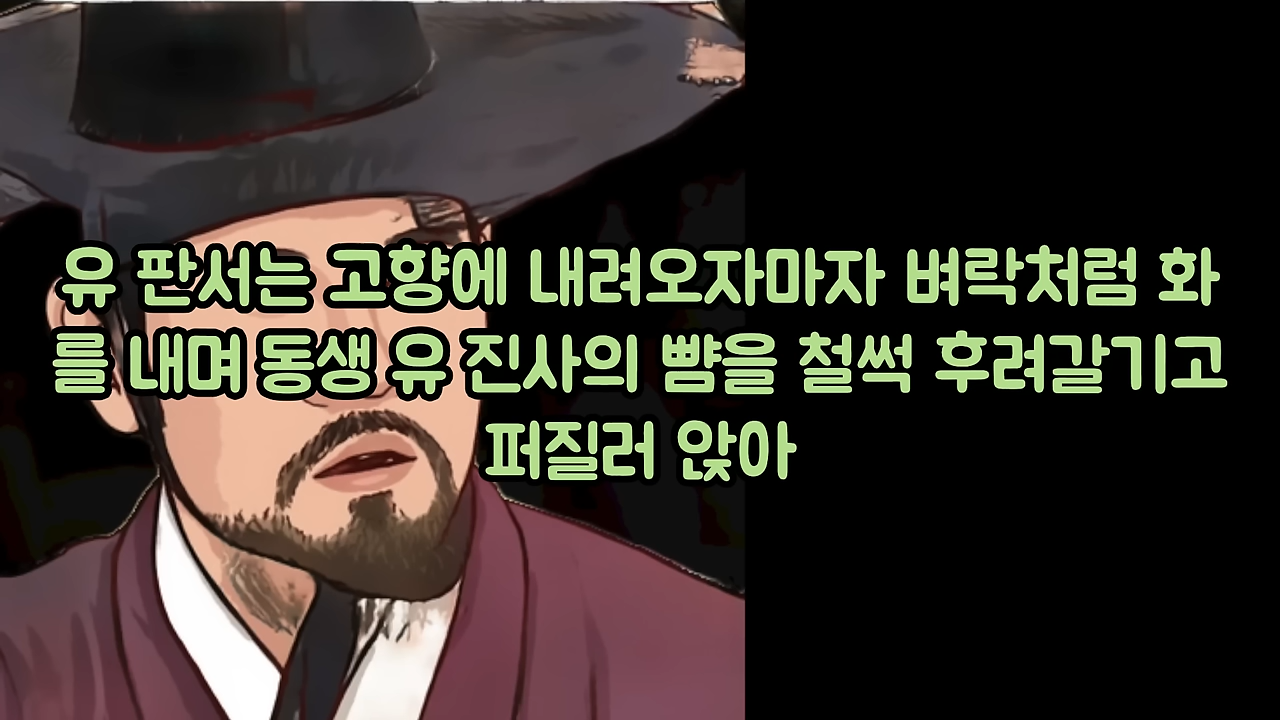 유 판서는 고향에 내려오자마자 벼락처럼 화
를 내며 동생 유 진사의 뺨을 철썩 후려갈기고
퍼질러 앉아